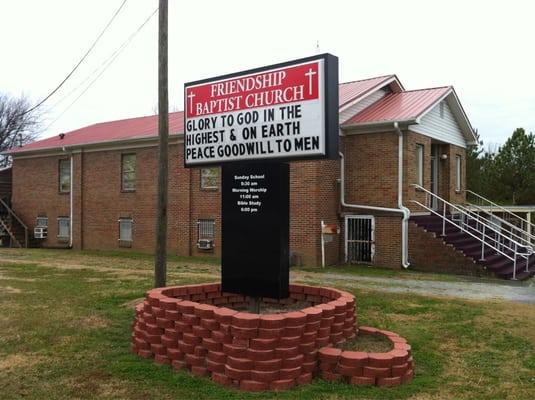 FRIENDSHIP
BAPTIST CHURCH
GLORY TO GOD IN THE
HIGHEST & ON EARTH
PEACE GOODWILL TO MEN
Sunday School
9:30 am
Morning Worship
11:00 am
Bible Study
6:00 pm